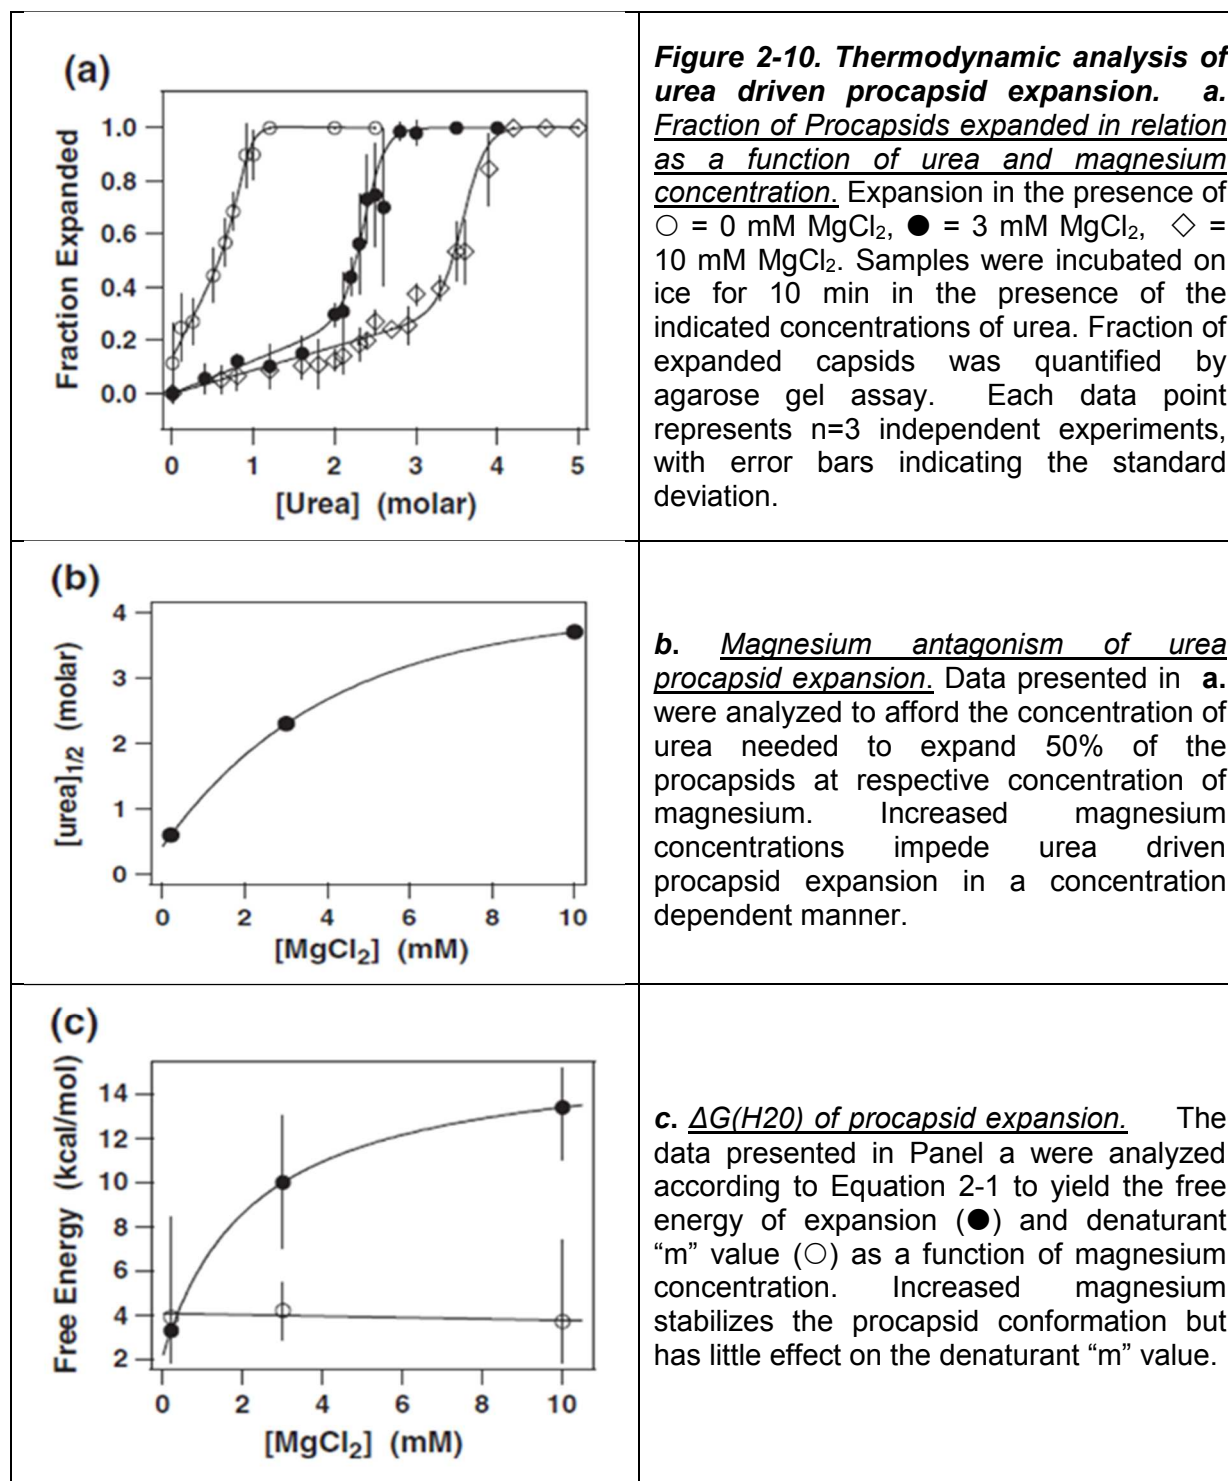 (a)
Fraction Expanded
1.0
0.8
0.6
0.4
0.2
0.0
0 1 2 3 4 5
[Urea] (molar)
Figure 2-10. Thermodynamic analysis of
urea driven procapsid expansion. a.
Fraction of Procapsids expanded in relation
as a function of urea and magnesium
concentration. Expansion in the presence of
○ = 0 mM MgCl₂, ● = 3 mM MgCl₂, ◇ =
10 mM MgCl₂. Samples were incubated on
ice for 10 min in the presence of the
indicated concentrations of urea. Fraction of
expanded capsids was quantified by
agarose gel assay. Each data point
represents n=3 independent experiments,
with error bars indicating the standard
deviation.
(b)
[urea]1/2 (molar)
4
3
2
1
0
0 2 4 6 8 10
[MgCl₂] (mM)
b. Magnesium antagonism of urea
procapsid expansion. Data presented in a.
were analyzed to afford the concentration of
urea needed to expand 50% of the
procapsids at respective concentration of
magnesium. Increased magnesium
concentrations impede urea driven
procapsid expansion in a concentration
dependent manner.
(c)
Free Energy (kcal/mol)
14
12
10
8
6
4
2
0 2 4 6 8 10
[MgCl₂] (mM)
c. ΔG(H20) of procapsid expansion. The
data presented in Panel a were analyzed
according to Equation 2-1 to yield the free
energy of expansion (●) and denaturant
“m” value (○) as a function of magnesium
concentration. Increased magnesium
stabilizes the procapsid conformation but
has little effect on the denaturant “m” value.